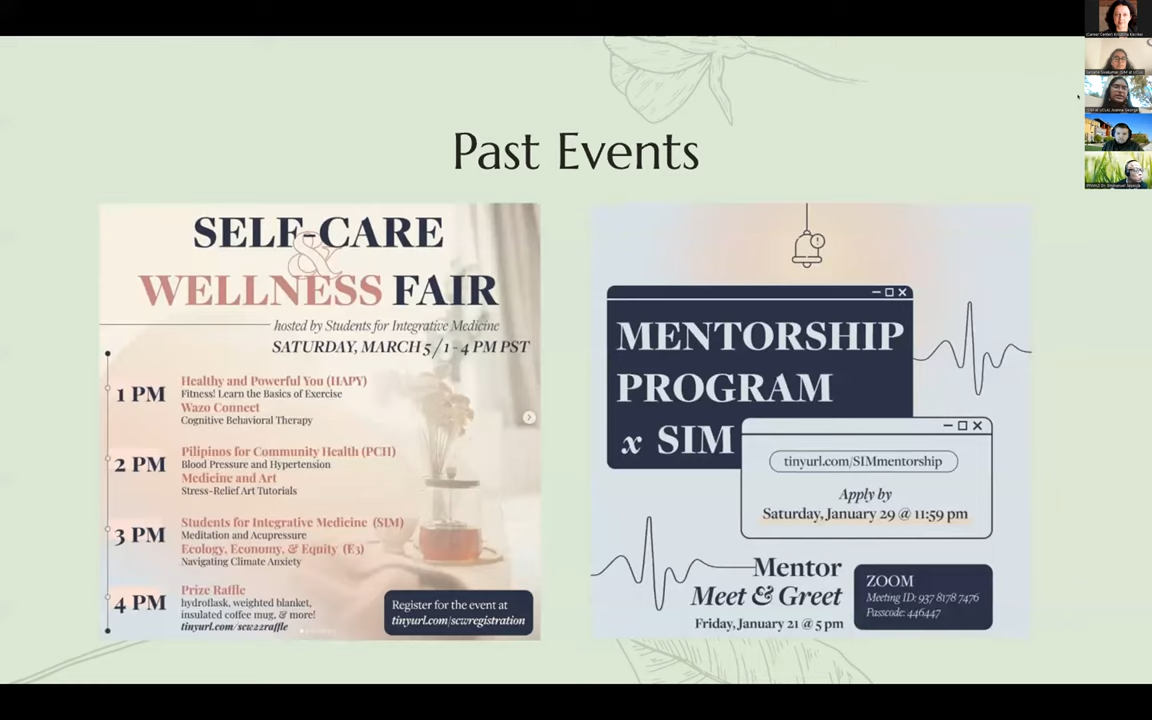 Past Events
SELF-CARE
&
WELLNESS FAIR
hosted by Students for Integrative Medicine
SATURDAY, MARCH 5 / 1 - 4 PM PST
1 PM
Healthy and Powerful You (HAPY)
Fitness! Learn the Basics of Exercise
Wazo Connect
Cognitive Behavioral Therapy
2 PM
Pilipinos for Community Health (PCH)
Blood Pressure and Hypertension
Medicine and Art
Stress-Relief Art Tutorials
3 PM
Students for Integrative Medicine (SIM)
Meditation and Acupressure
Ecology, Economy, & Equity (E3)
Navigating Climate Anxiety
4 PM
Prize Raffle
hydroflask, weighted blanket,
insulated coffee mug, & more!
tinyurl.com/scw22raffle
Register for the event at
tinyurl.com/scwregistration
MENTORSHIP
PROGRAM
x SIM
tinyurl.com/SIMmentorship
Apply by
Saturday, January 29 @ 11:59 pm
Mentor
Meet & Greet
Friday, January 21 @ 5 pm
ZOOM
Meeting ID: 937 8178 7476
Passcode: 446447